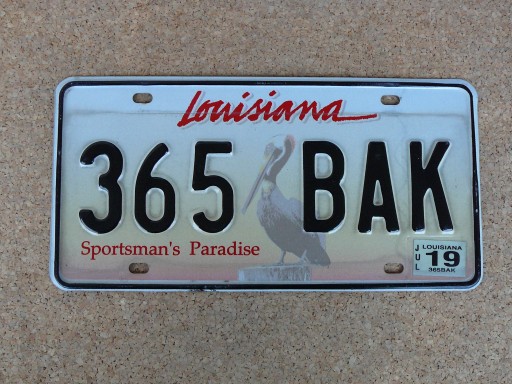 Louisiana
365 BAK
Sportsman's Paradise
JUL
LOUISIANA
19
365BAK